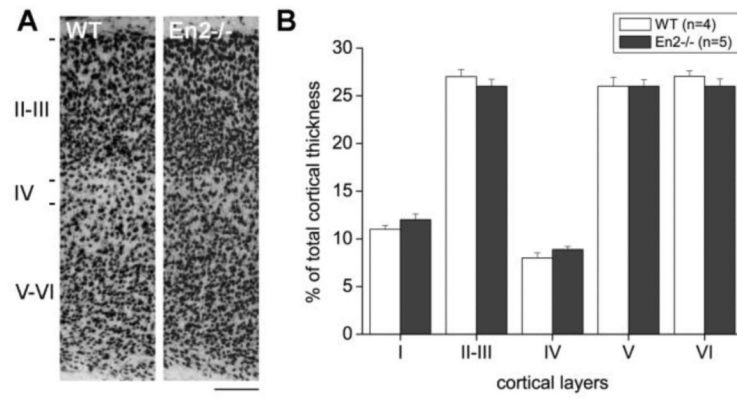 A
WT
En2-/-
II-III
IV
V-VI
B
WT (n=4)
En2-/- (n=5)
% of total cortical thickness
30
25
20
15
10
5
0
I
II-III
IV
V
VI
cortical layers